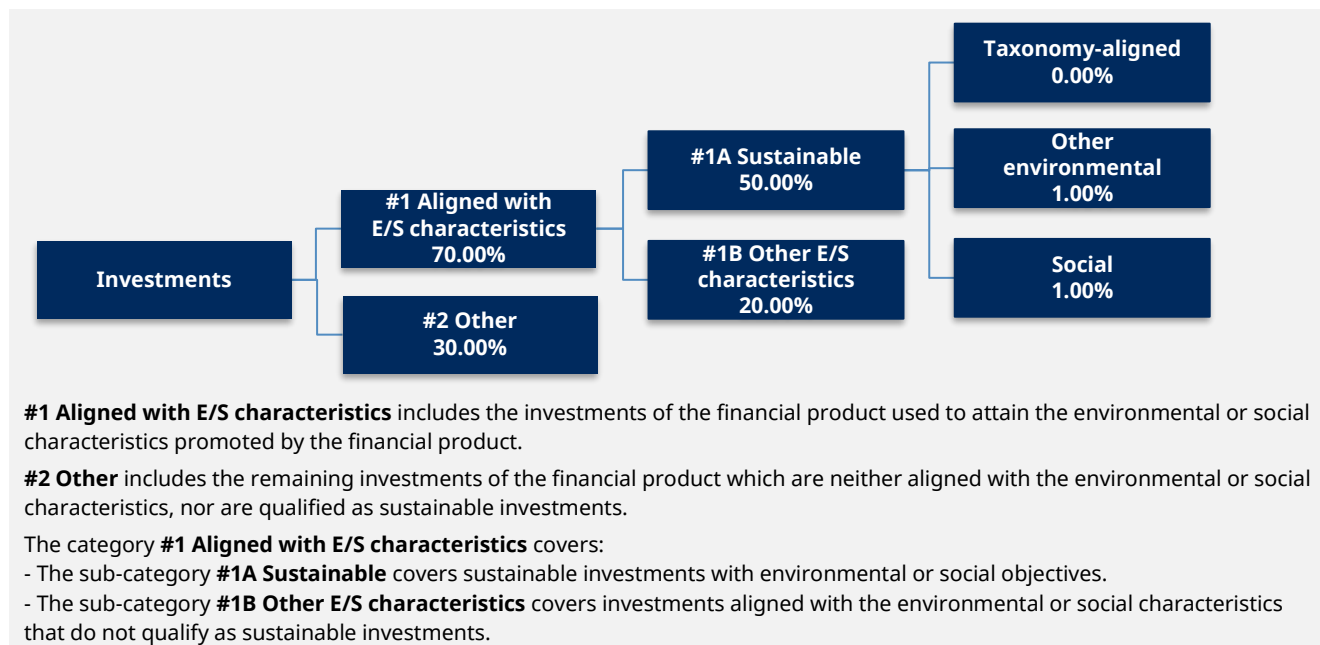 Taxonomy-aligned
0.00%
Other
environmental
1.00%
#1A Sustainable
50.00%
#1 Aligned with
E/S characteristics
70.00%
#1B Other E/S
characteristics
20.00%
Social
1.00%
Investments
#2 Other
30.00%
#1 Aligned with E/S characteristics includes the investments of the financial product used to attain the environmental or social
characteristics promoted by the financial product.
#2 Other includes the remaining investments of the financial product which are neither aligned with the environmental or social
characteristics, nor are qualified as sustainable investments.
The category #1 Aligned with E/S characteristics covers:
- The sub-category #1A Sustainable covers sustainable investments with environmental or social objectives.
- The sub-category #1B Other E/S characteristics covers investments aligned with the environmental or social characteristics
that do not qualify as sustainable investments.